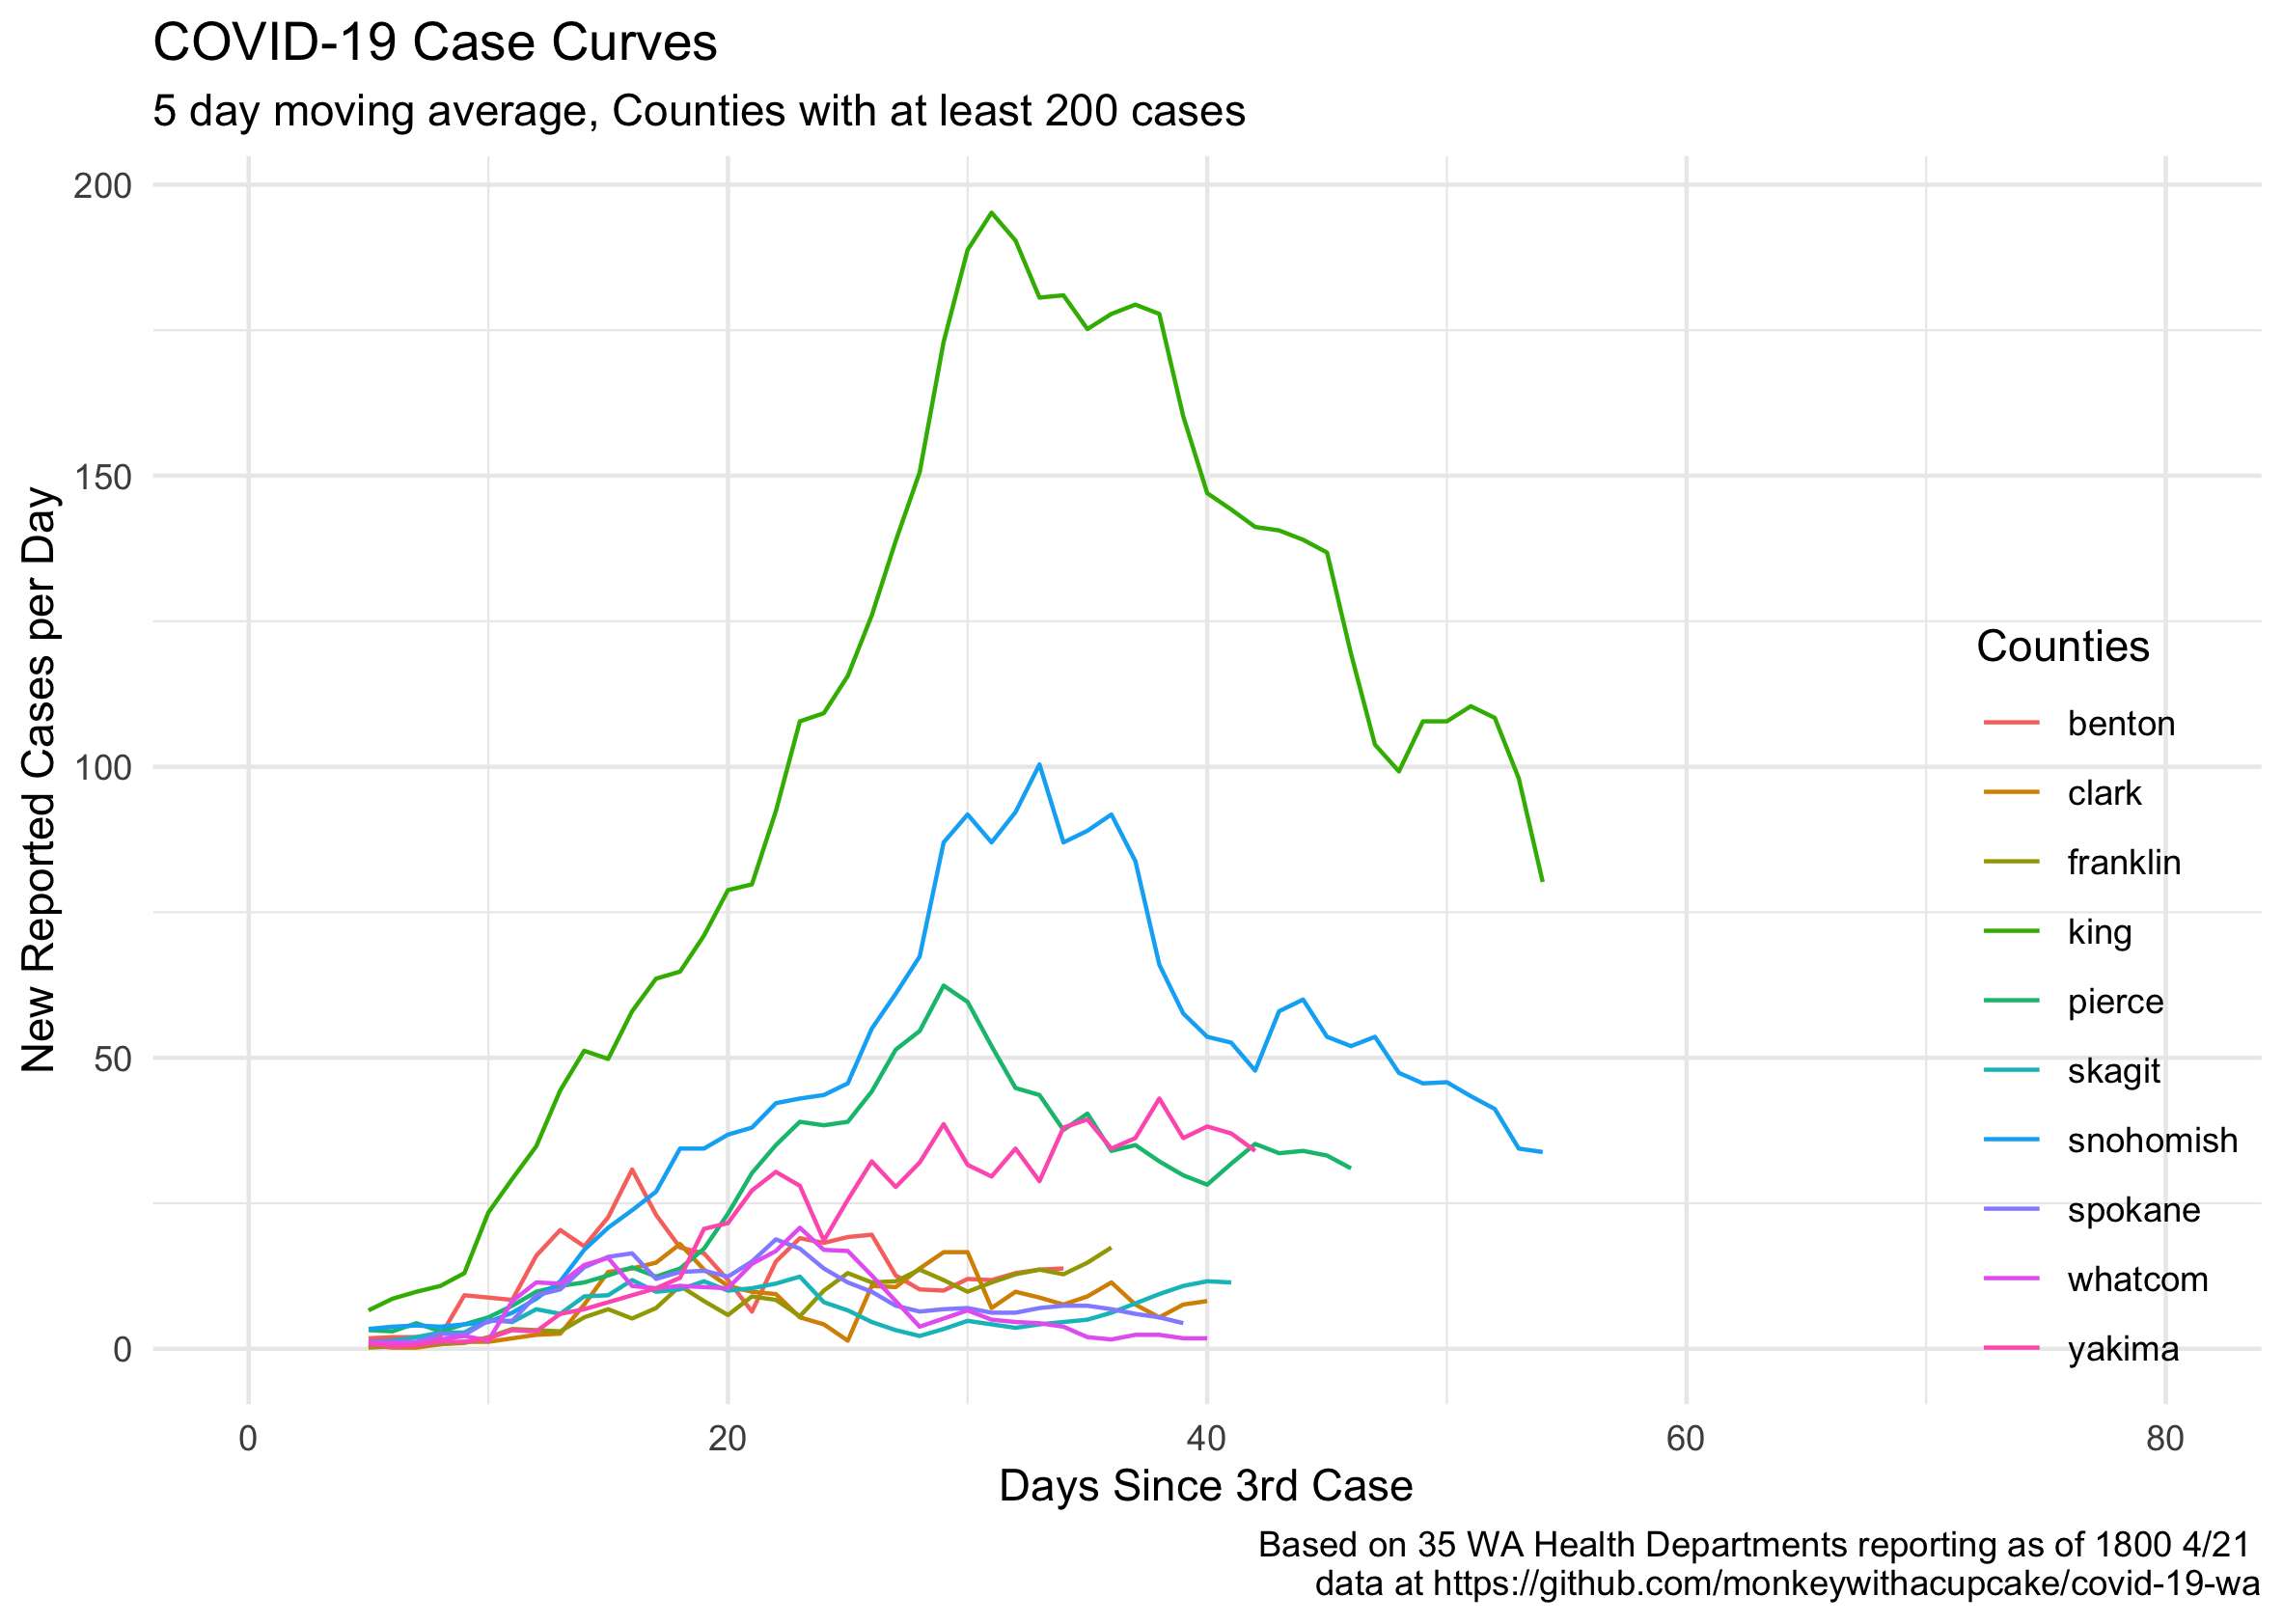 COVID-19 Case Curves
5 day moving average, Counties with at least 200 cases
New Reported Cases per Day
200
150
100
50
0
Counties
benton
clark
franklin
king
pierce
skagit
snohomish
spokane
whatcom
yakima
0 20 40 60 80
Days Since 3rd Case
Based on 35 WA Health Departments reporting as of 1800 4/21
data at https://github.com/monkeywithacupcake/covid-19-wa